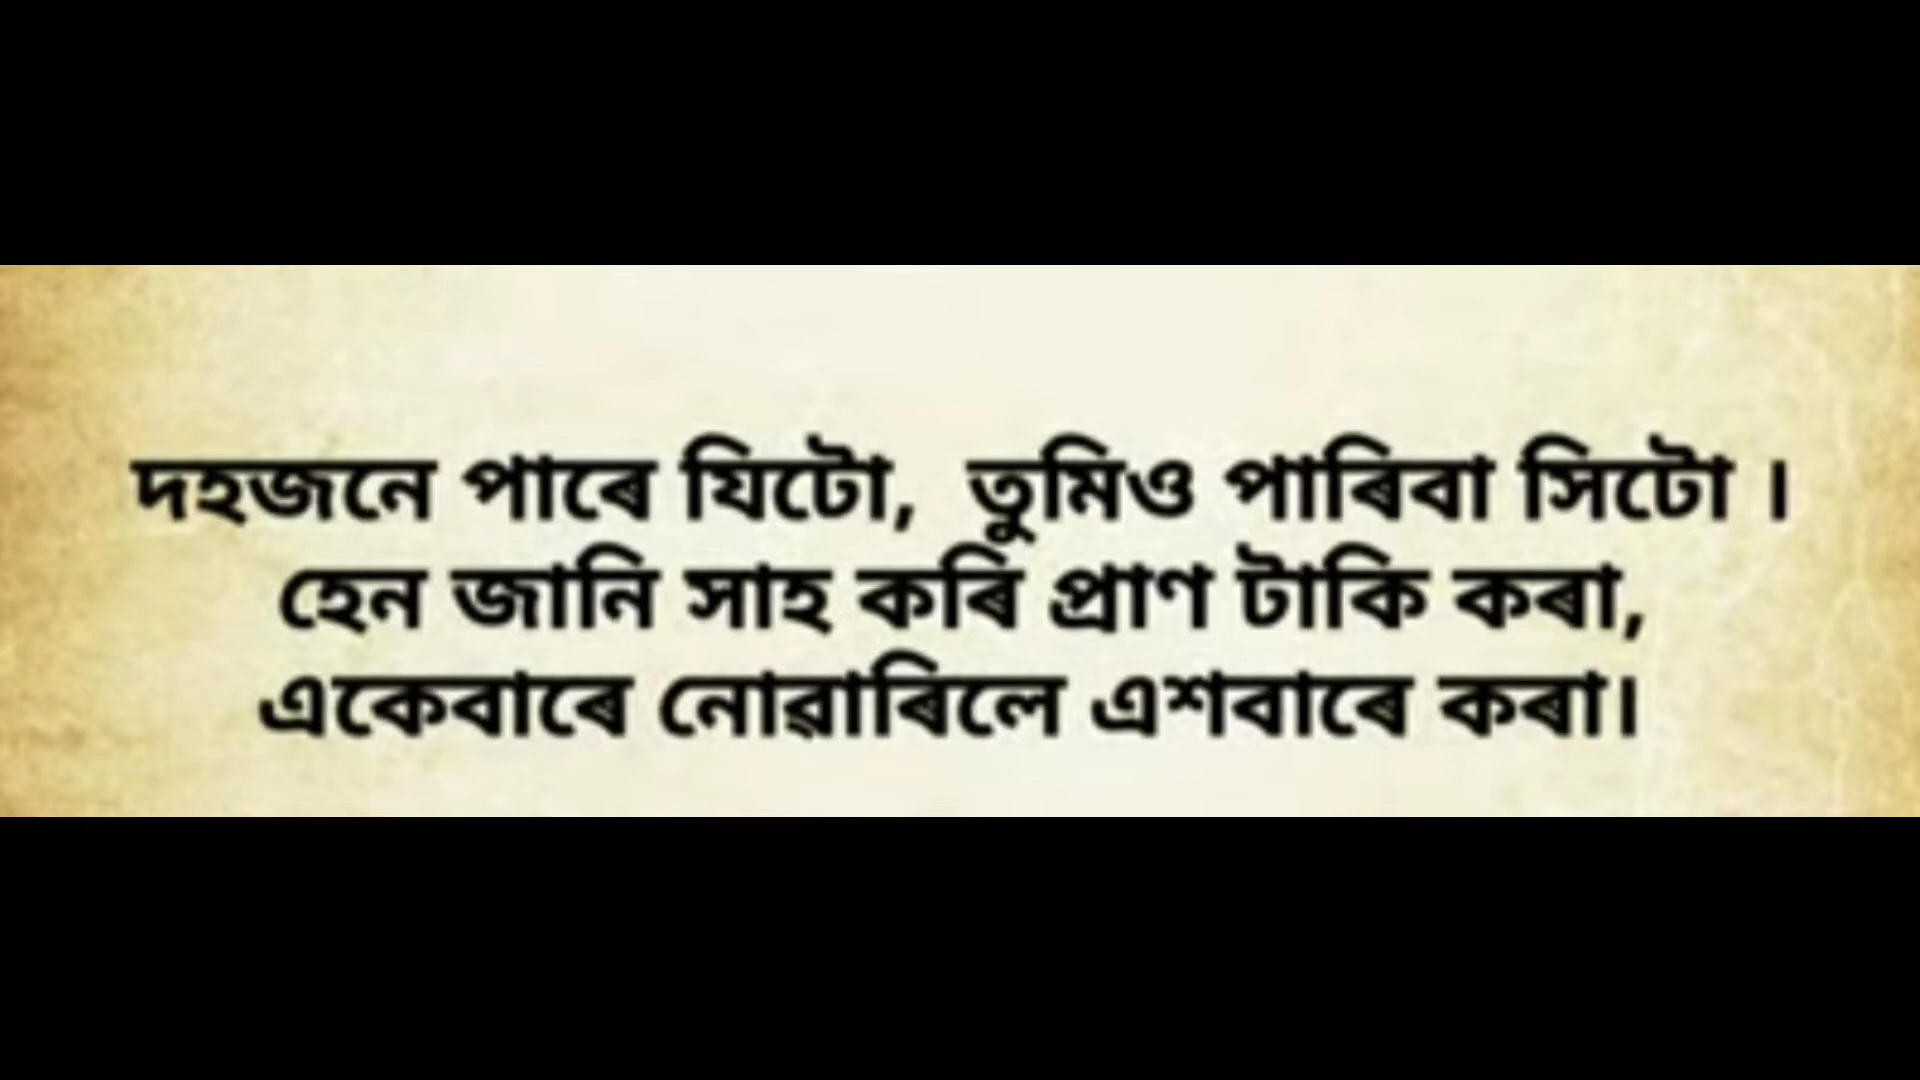 দহজনে পাৰে যিটো, তুমিও পাৰিবা সিটো ।
হেন জানি সাহ কৰি প্ৰাণ টাকি কৰা,
একেবাৰে নোৱাৰিলে এশবাৰে কৰা।